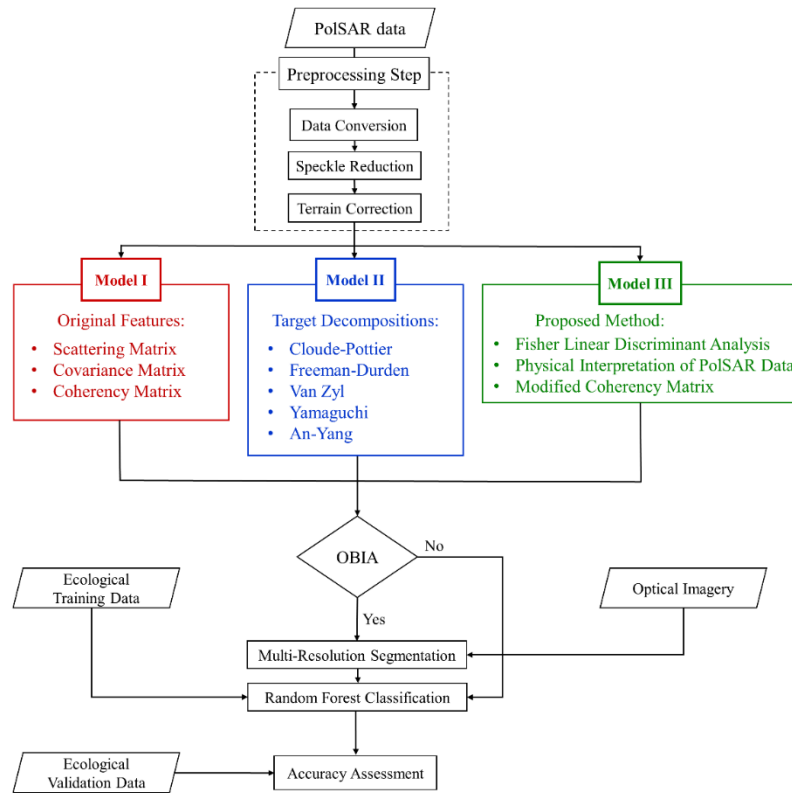 PolSAR data
Preprocessing Step
Data Conversion
Speckle Reduction
Terrain Correction
Model I
Original Features:
• Scattering Matrix
• Covariance Matrix
• Coherency Matrix
Model II
Target Decompositions:
• Cloude-Pottier
• Freeman-Durden
• Van Zyl
• Yamaguchi
• An-Yang
Model III
Proposed Method:
• Fisher Linear Discriminant Analysis
• Physical Interpretation of PolSAR Data
• Modified Coherency Matrix
OBIA
No
Yes
Ecological
Training Data
Optical Imagery
Multi-Resolution Segmentation
Random Forest Classification
Ecological
Validation Data
Accuracy Assessment